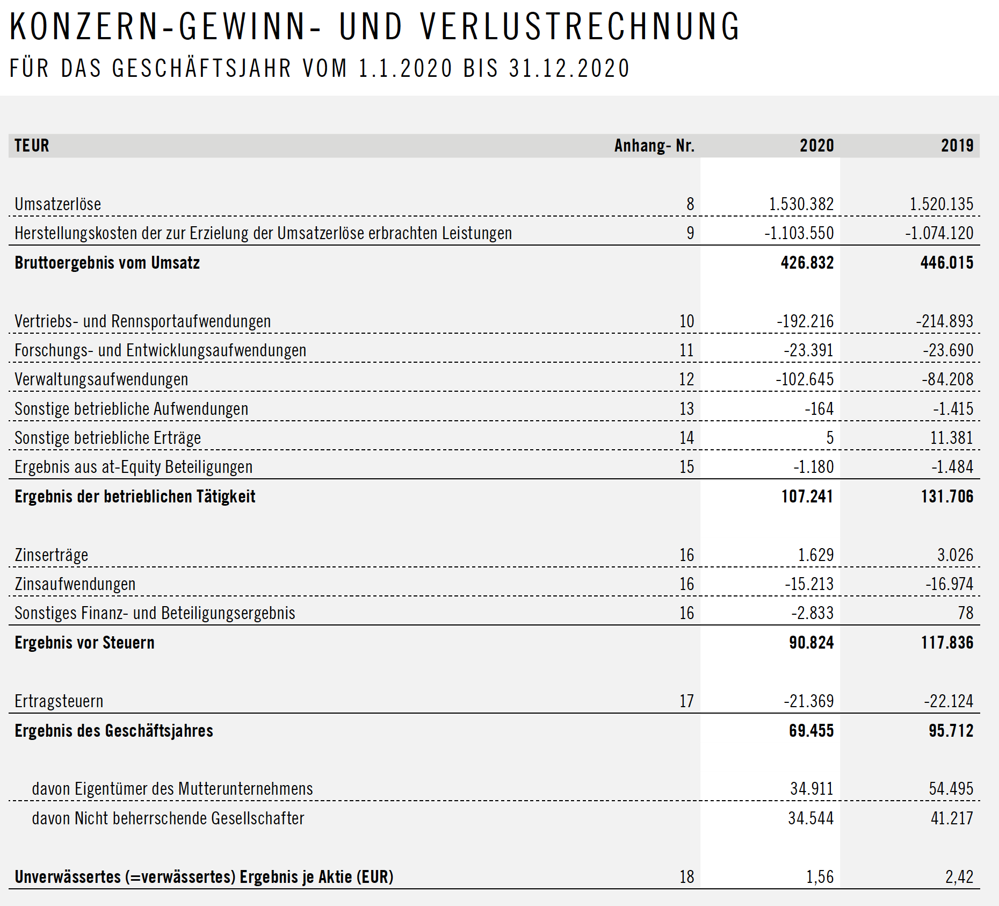 KONZERN-GEWINN- UND VERLUSTRECHNUNG
FÜR DAS GESCHÄFTSJAHR VOM 1.1.2020 BIS 31.12.2020
TEUR Anhang- Nr. 2020 2019
Umsatzerlöse 8 1.530.382 1.520.135
Herstellungskosten der zur Erzielung der Umsatzerlöse erbrachten Leistungen 9 -1.103.550 -1.074.120
Bruttoergebnis vom Umsatz 426.832 446.015
Vertriebs- und Rennsportaufwendungen 10 -192.216 -214.893
Forschungs- und Entwicklungsaufwendungen 11 -23.391 -23.690
Verwaltungsaufwendungen 12 -102.645 -84.208
Sonstige betriebliche Aufwendungen 13 -164 -1.415
Sonstige betriebliche Erträge 14 5 11.381
Ergebnis aus at-Equity Beteiligungen 15 -1.180 -1.484
Ergebnis der betrieblichen Tätigkeit 107.241 131.706
Zinserträge 16 1.629 3.026
Zinsaufwendungen 16 -15.213 -16.974
Sonstiges Finanz- und Beteiligungsergebnis 16 -2.833 78
Ergebnis vor Steuern 90.824 117.836
Ertragsteuern 17 -21.369 -22.124
Ergebnis des Geschäftsjahres 69.455 95.712
davon Eigentümer des Mutterunternehmens 34.911 54.495
davon Nicht beherrschende Gesellschafter 34.544 41.217
Unverwässertes (=verwässertes) Ergebnis je Aktie (EUR) 18 1,56 2,42